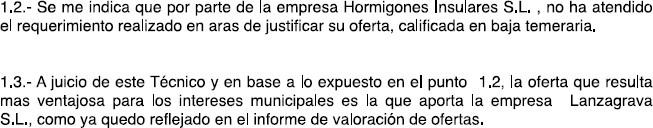 1.2.- Se me indica que por parte de la empresa Hormigones Insulares S.L. , no ha atendido
el requerimiento realizado en aras de justificar su oferta, calificada en baja temeraria.
1.3.- A juicio de este Técnico y en base a lo expuesto en el punto 1.2, la oferta que resulta
mas ventajosa para los intereses municipales es la que aporta la empresa Lanzagrava
S.L., como ya quedo reflejado en el informe de valoración de ofertas.